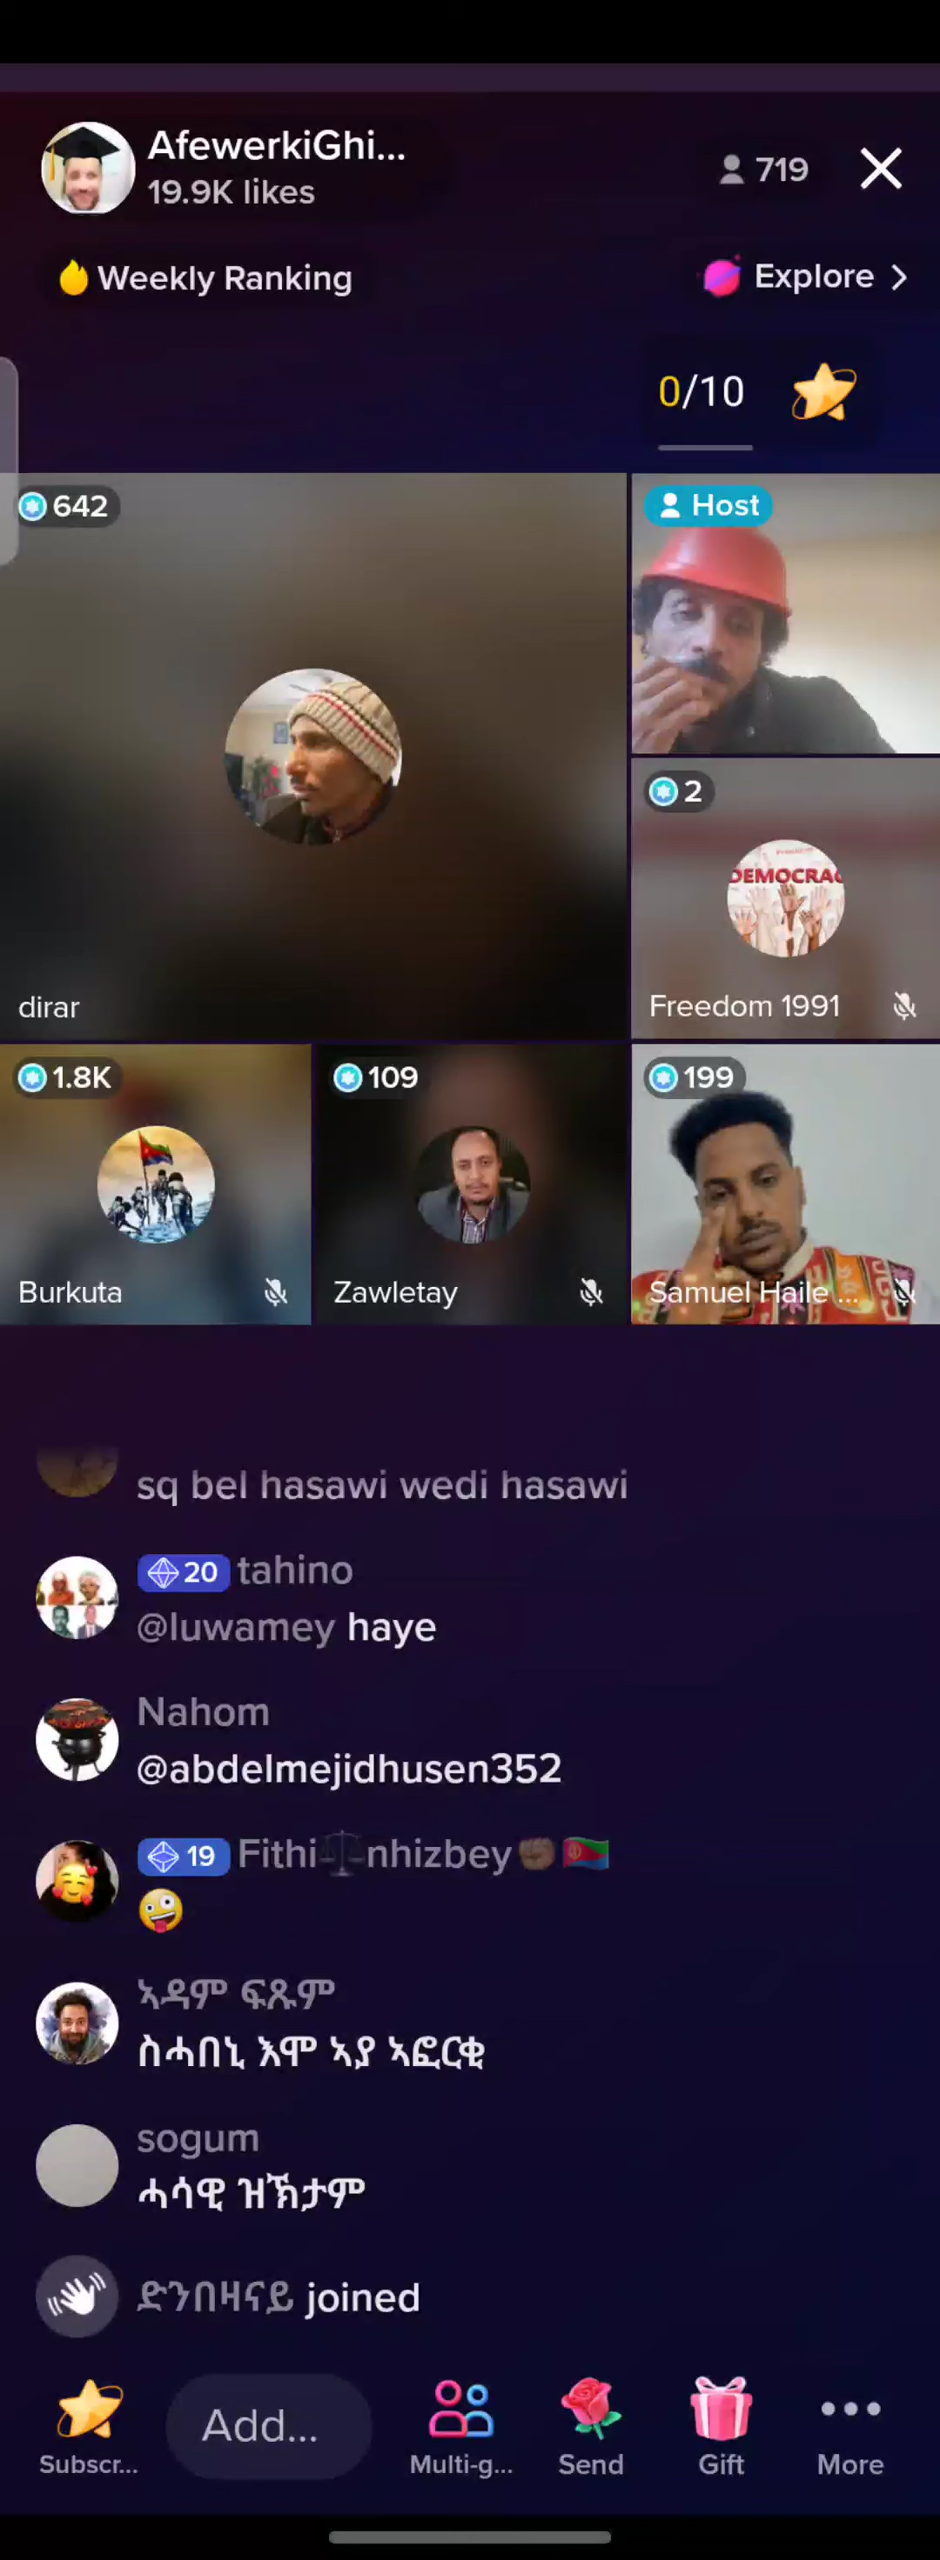 AfewerkiGhi...
19.9K likes
719
Weekly Ranking
Explore
0/10
642
Host
2
DEMOCRAC
dirar
Freedom 1991
1.8K
109
199
Burkuta
Zawletay
Samuel Haile ...
sq bel hasawi wedi hasawi
20 tahino
@luwamey haye
Nahom
@abdelmejidhusen352
19 Fithi⚖️nhizbey✊🏾🇪🇷
🤪
ኣዳም ፍጹም
ስሓበኒ እሞ ኣያ ኣፎርቂ
sogum
ሓሳዊ ዝኽታም
ድንበዛናይ joined
Subscr...
Add...
Multi-g...
Send
Gift
More